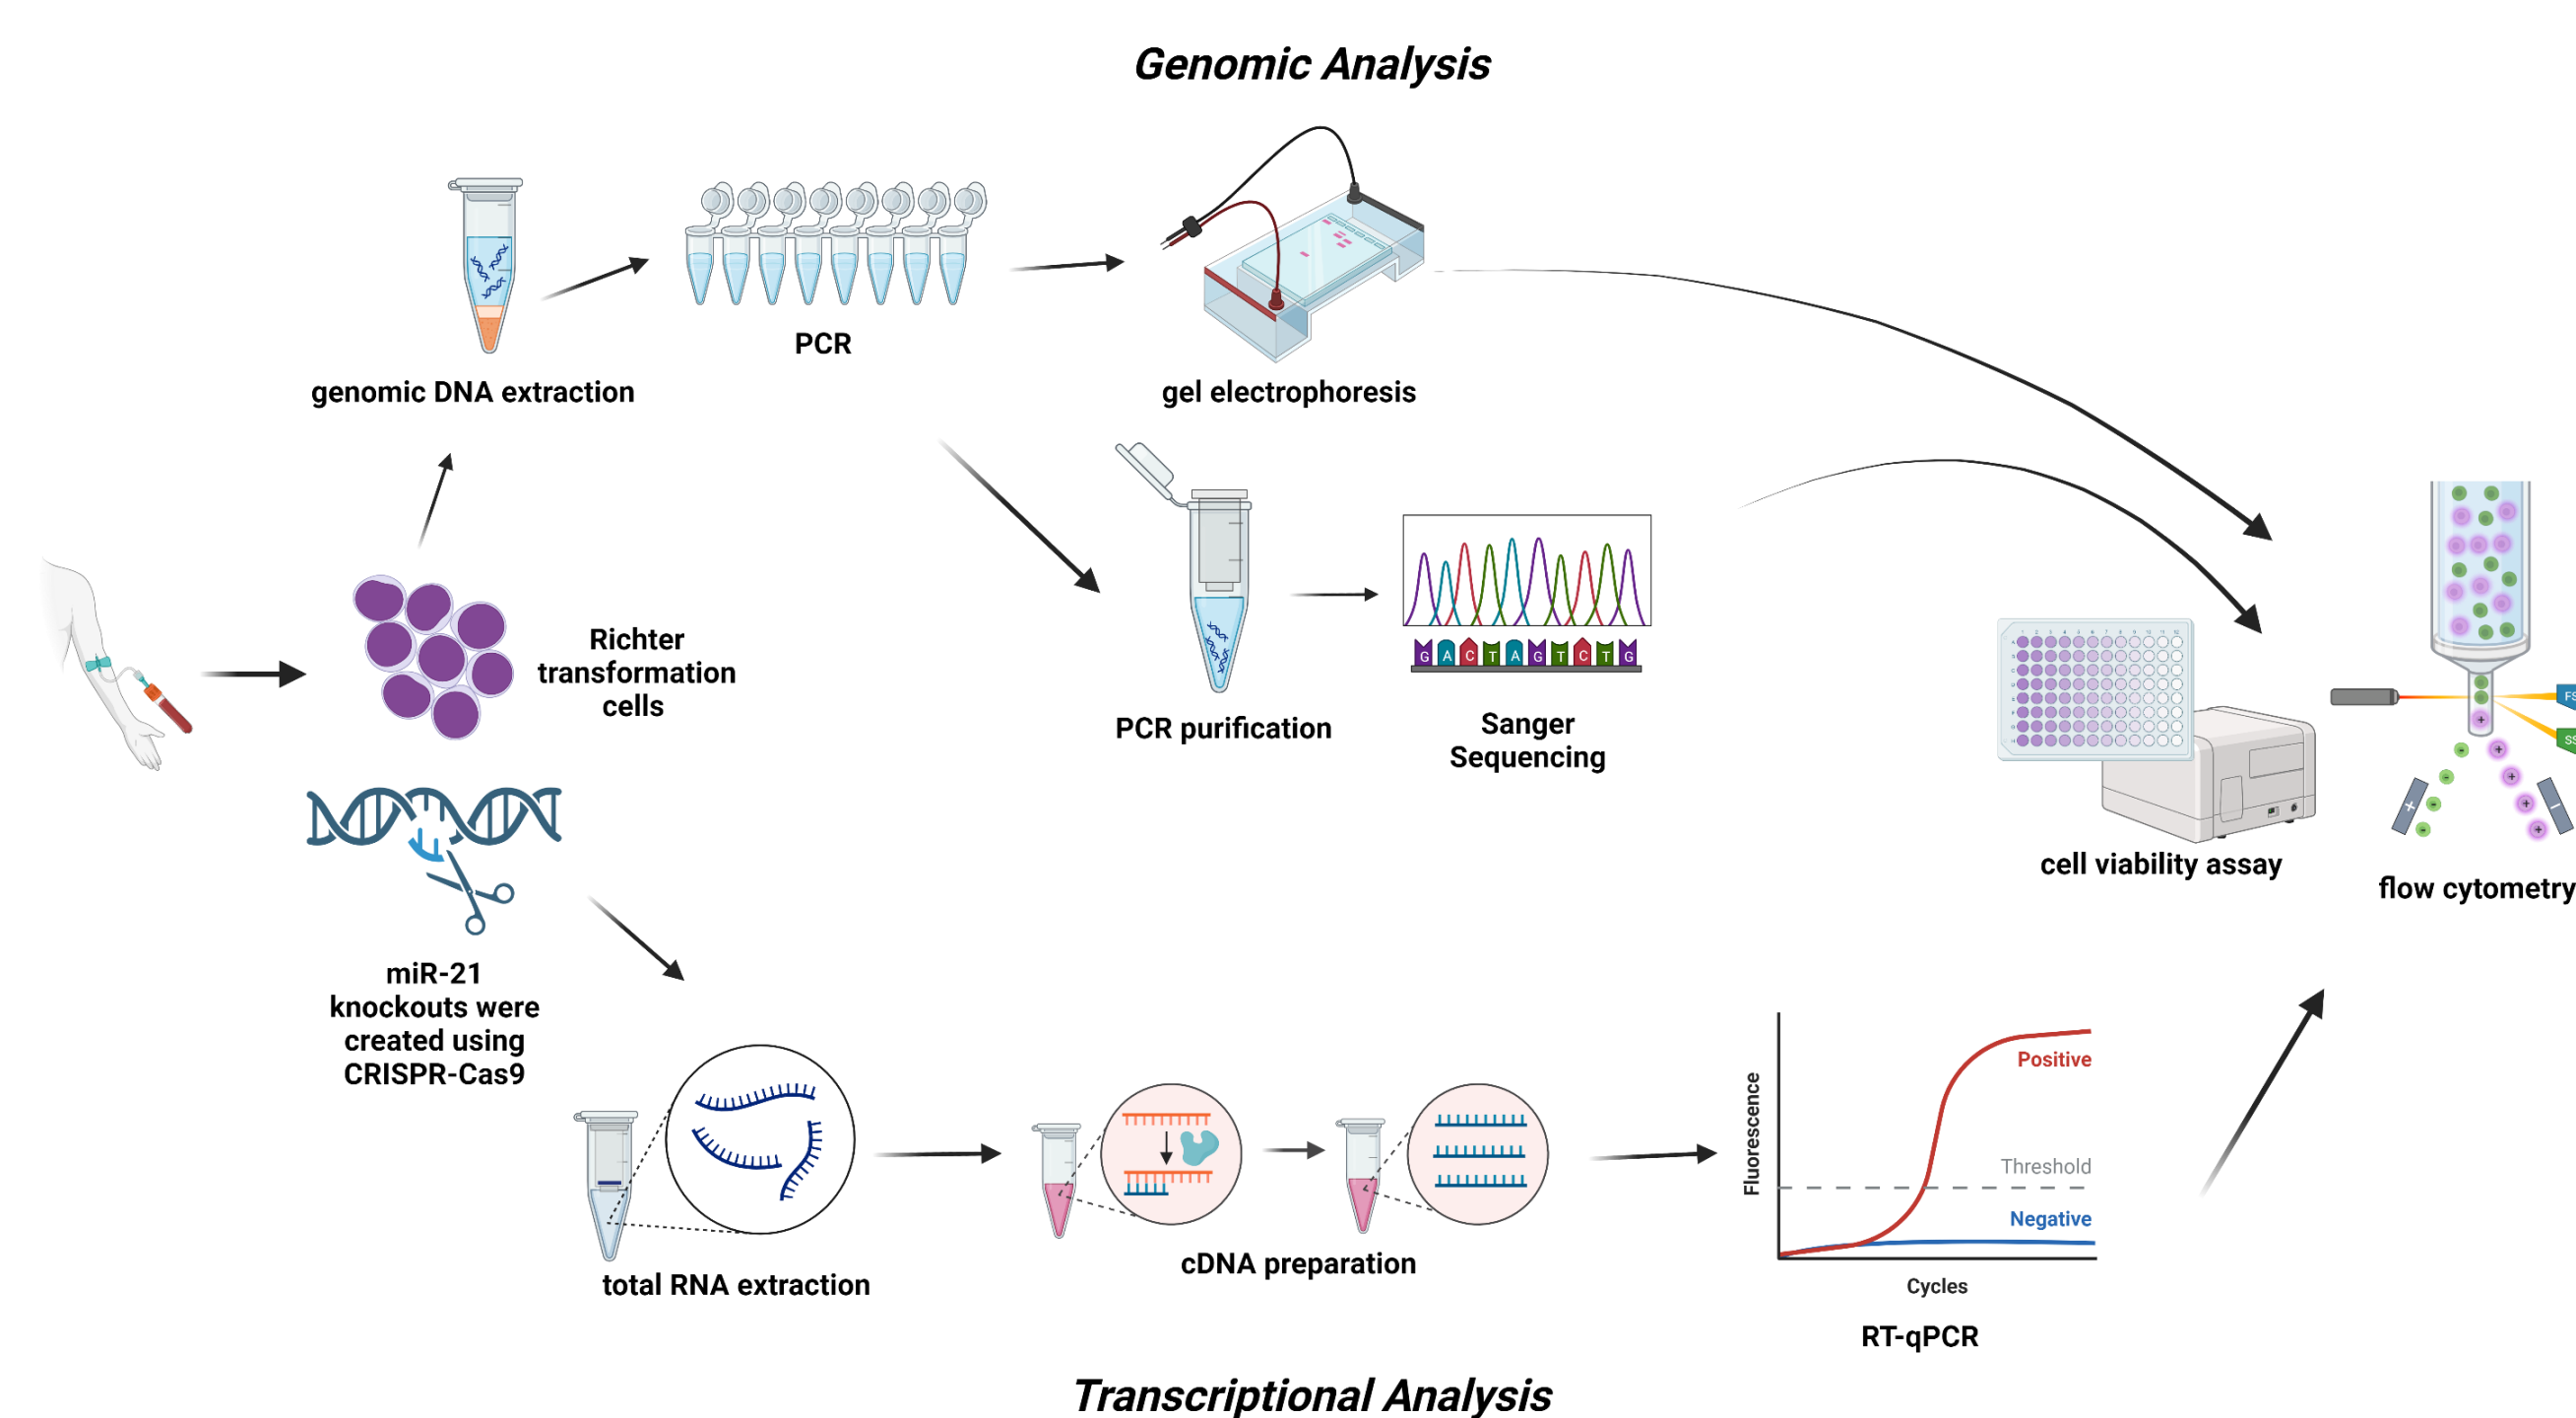 Genomic Analysis
genomic DNA extraction
PCR
gel electrophoresis
Richter
transformation
cells
PCR purification
G A C T A G T C T G
Sanger
Sequencing
miR-21
knockouts were
created using
CRISPR-Cas9
cell viability assay
FS
SS
flow cytometry
total RNA extraction
cDNA preparation
Fluorescence
Positive
Threshold
Negative
Cycles
RT-qPCR
Transcriptional Analysis